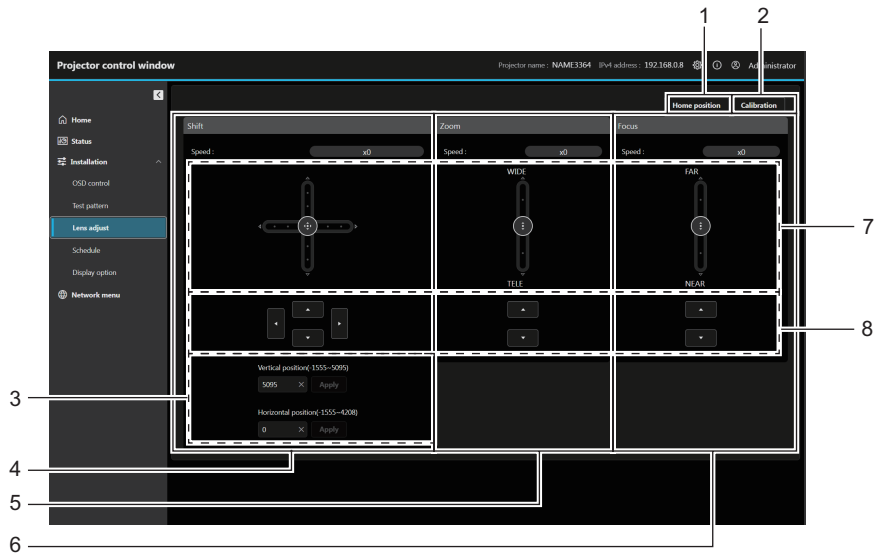 1 2
Projector control window
Projector name : NAME3364 IPv4 address : 192.168.0.8 Administrator
Home position Calibration
Home
Status
Installation
OSD control
Test pattern
Lens adjust
Schedule
Display option
Network menu
Shift Zoom Focus
Speed : x0 Speed : x0 Speed : x0
WIDE FAR
TELE NEAR
Vertical position(-1555~5095)
5095 × Apply
Horizontal position(-1555~4208)
0 × Apply
7
8
3
4
5
6